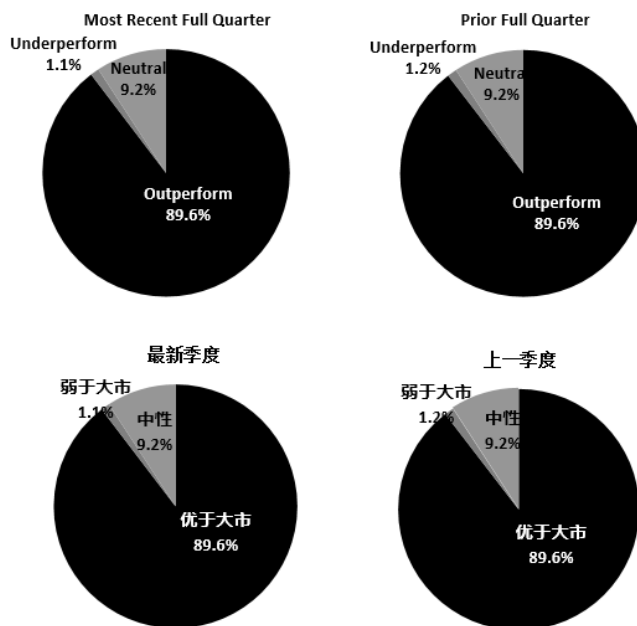 Most Recent Full Quarter
Underperform
1.1%
Neutral
9.2%
Outperform
89.6%
Prior Full Quarter
Underperform
1.2%
Neutral
9.2%
Outperform
89.6%
最新季度
弱于大市
1.1%
中性
9.2%
优于大市
89.6%
上一季度
弱于大市
1.2%
中性
9.2%
优于大市
89.6%